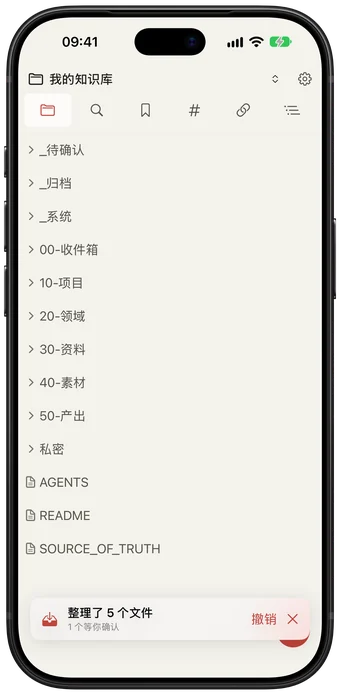 09:41
我的知识库
_待确认
_归档
_系统
00-收件箱
10-项目
20-领域
30-资料
40-素材
50-产出
私密
AGENTS
README
SOURCE_OF_TRUTH
整理了 5 个文件
1 个等你确认
撤销